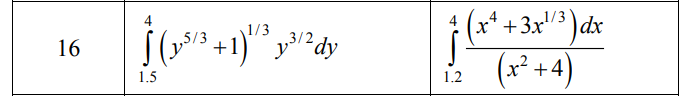 16 ∫_{1.5}^{4} (y^{5/3} + 1)^{1/3} y^{3/2} dy ∫_{1.2}^{4} (x^4 + 3x^{1/3}) dx / (x^2 + 4)